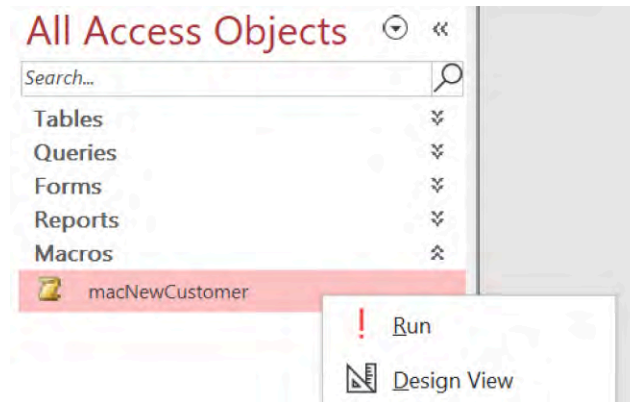 All Access Objects
Search...
Tables
Queries
Forms
Reports
Macros
macNewCustomer
Run
Design View